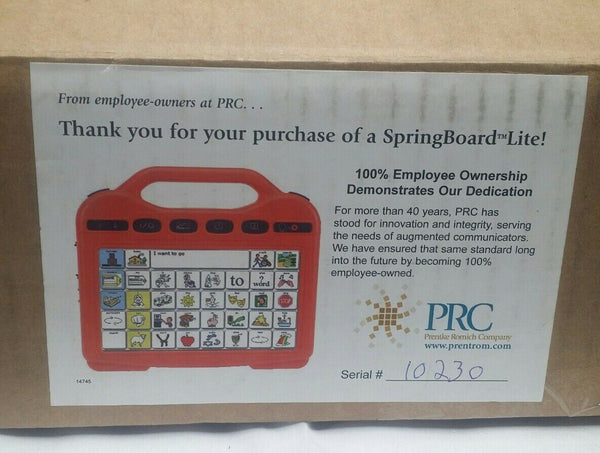 From employee-owners at PRC. . .
Thank you for your purchase of a SpringBoard™Lite!
100% Employee Ownership
Demonstrates Our Dedication
For more than 40 years, PRC has
stood for innovation and integrity, serving
the needs of augmented communicators.
We have ensured that same standard long
into the future by becoming 100%
employee-owned.
I want to go
to
?
word
STOP
PRC
Prentke Romich Company
www.prentrom.com
Serial # 10230
14745